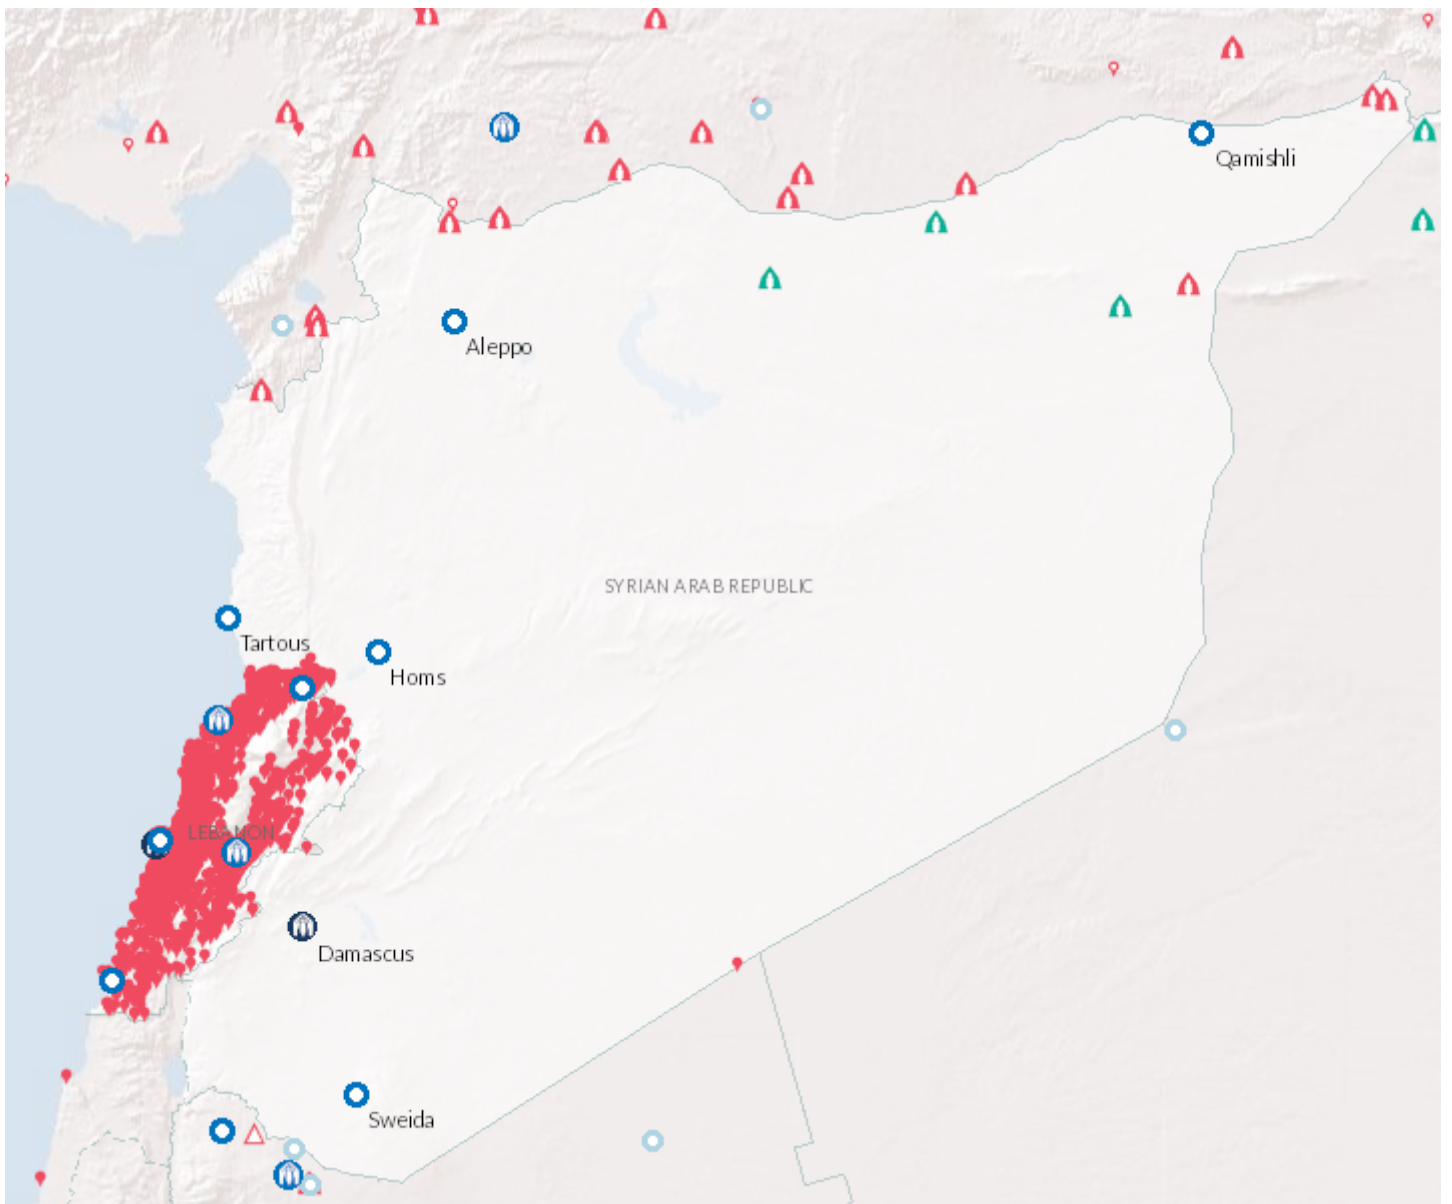 Qamishli
Aleppo
SYRIAN ARAB REPUBLIC
Tartous
Homs
LEBANON
Damascus
Sweida